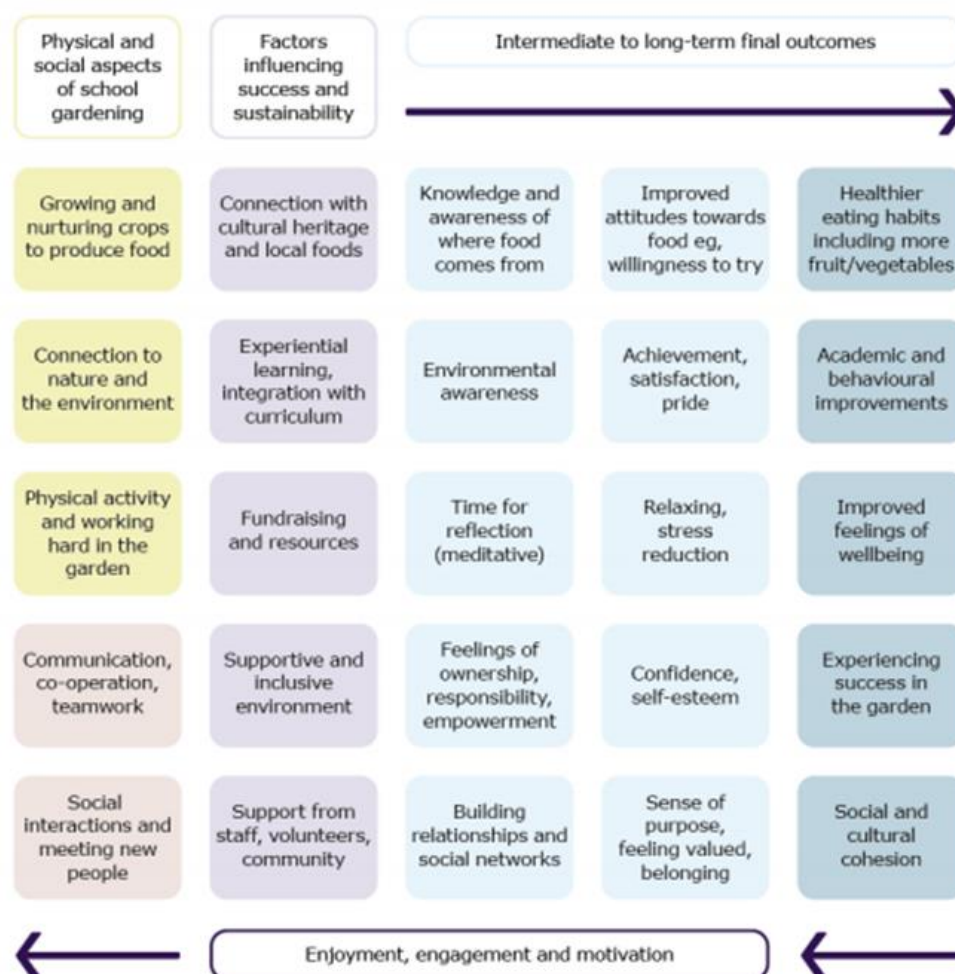 Physical and
social aspects
of school
gardening
Factors
influencing
success and
sustainability
Intermediate to long-term final outcomes
Growing and
nurturing crops
to produce food
Connection with
cultural heritage
and local foods
Knowledge and
awareness of
where food
comes from
Improved
attitudes towards
food eg,
willingness to try
Healthier
eating habits
including more
fruit/vegetables
Connection to
nature and
the environment
Experiential
learning,
integration with
curriculum
Environmental
awareness
Achievement,
satisfaction,
pride
Academic and
behavioural
improvements
Physical activity
and working
hard in the
garden
Fundraising
and resources
Time for
reflection
(meditative)
Relaxing,
stress
reduction
Improved
feelings of
wellbeing
Communication,
co-operation,
teamwork
Supportive and
inclusive
environment
Feelings of
ownership,
responsibility,
empowerment
Confidence,
self-esteem
Experiencing
success in
the garden
Social
interactions and
meeting new
people
Support from
staff, volunteers,
community
Building
relationships and
social networks
Sense of
purpose,
feeling valued,
belonging
Social and
cultural
cohesion
Enjoyment, engagement and motivation